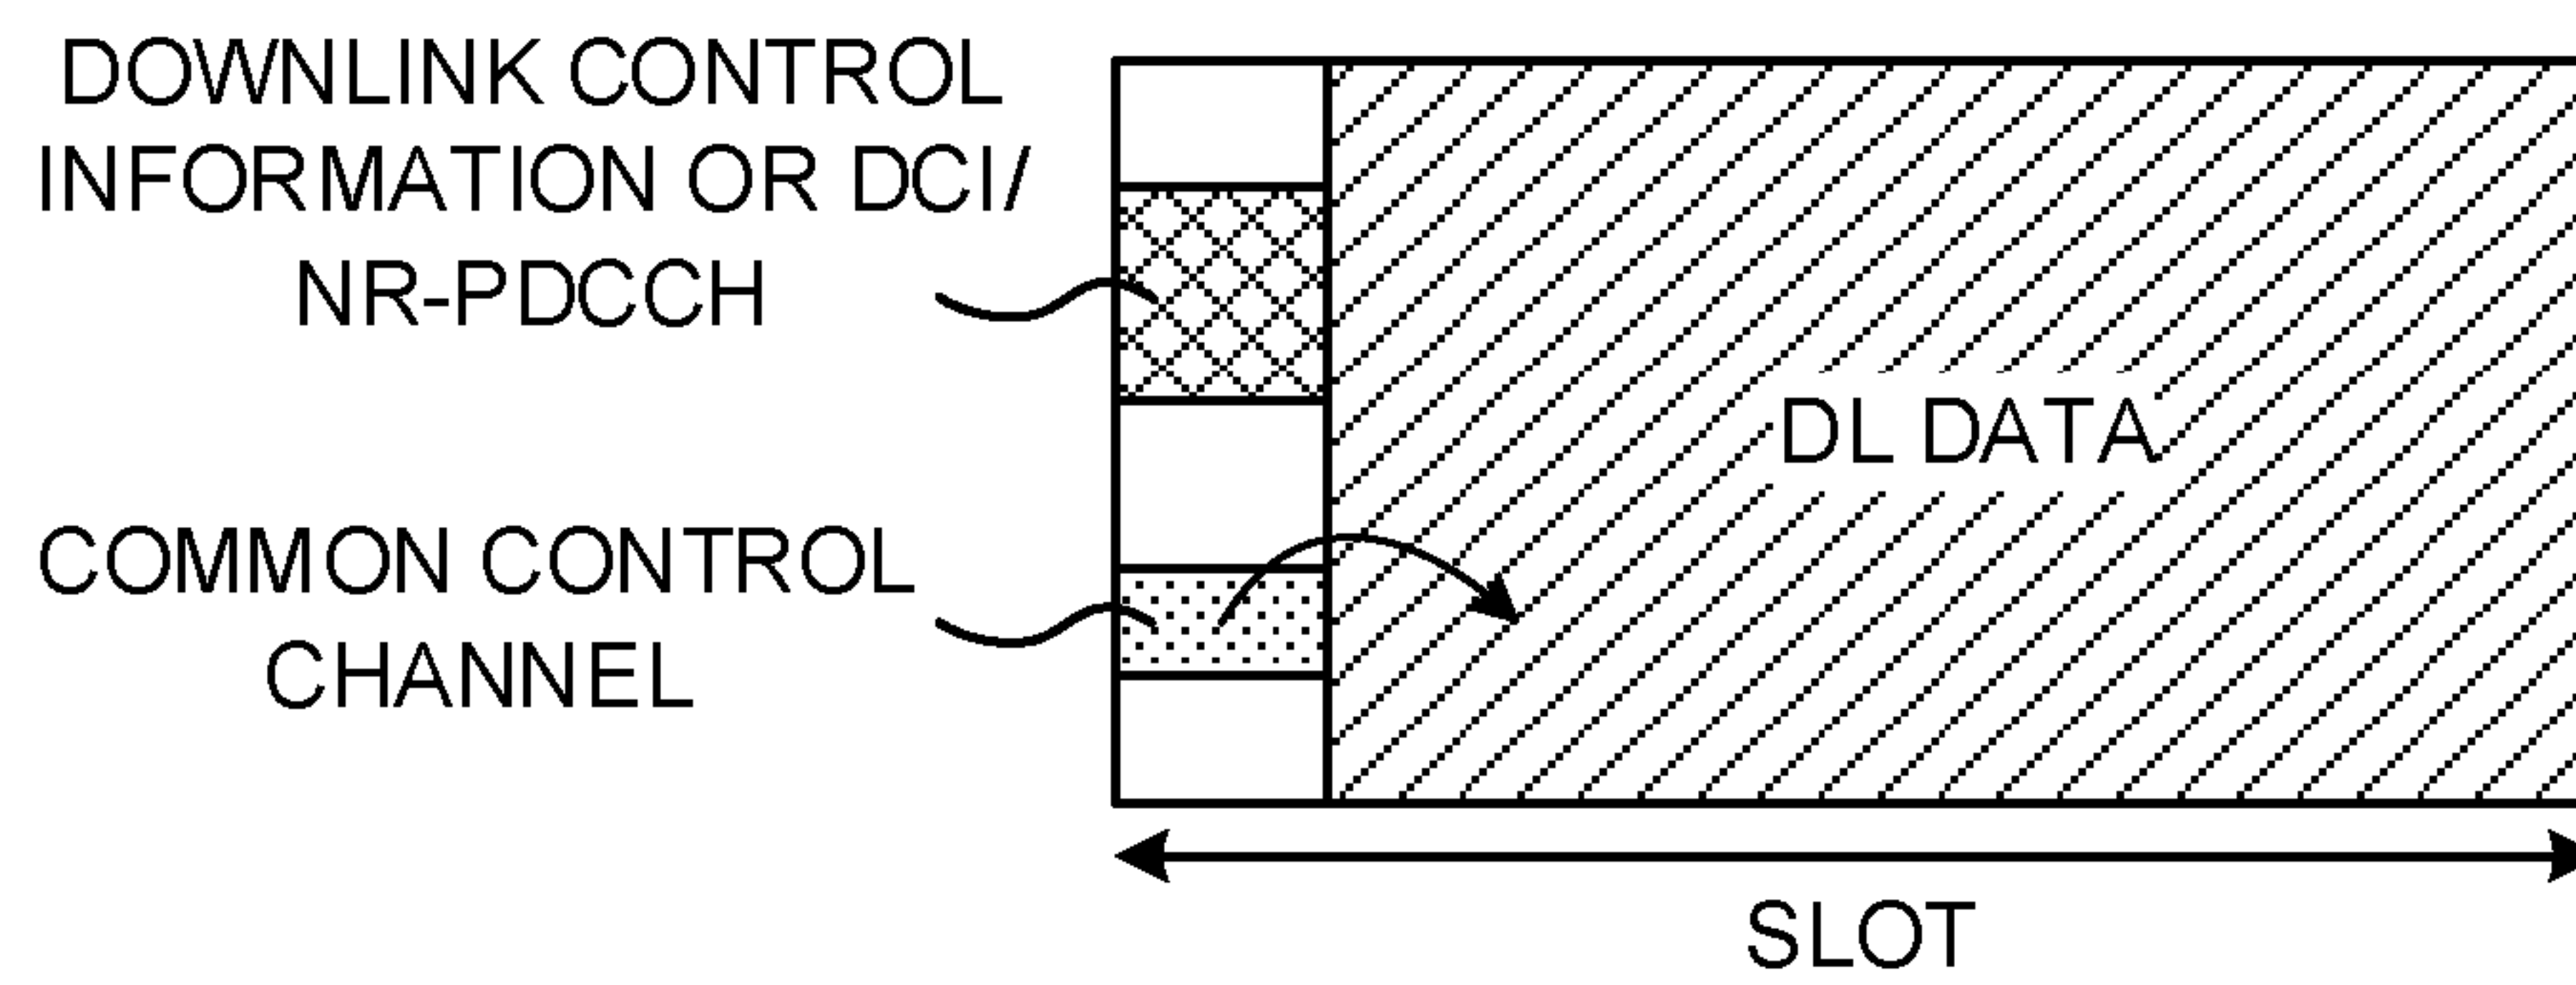 DOWNLINK CONTROL
INFORMATION OR DCI/
NR-PDCCH
DL DATA
COMMON CONTROL
CHANNEL
SLOT